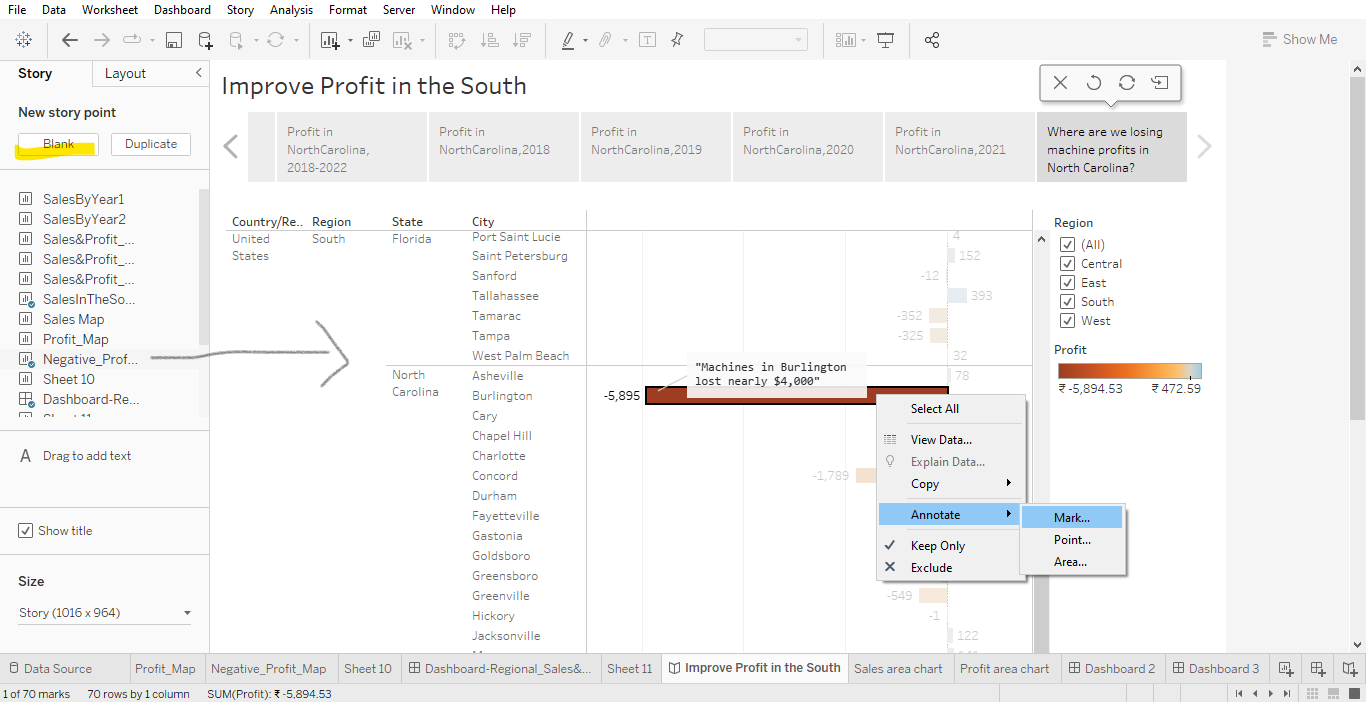 File Data Worksheet Dashboard Story Analysis Map Format Server Window Help
Show Me
Story Layout
New story point
Blank Duplicate
SalesByYear1
SalesByYear2
Sales&Profit_...
Sales&Profit_...
Sales&Profit_...
SalesInTheSo...
Sales Map
Profit_Map
Negative_Prof...
Sheet 10
Dashboard-Re...
Drag to add text
Show title
Size
Story (1016 x 964)
Improve Profit in the South
Profit in
NorthCarolina,
2018-2022
Profit in
NorthCarolina,2018
Profit in
NorthCarolina,2019
Profit in
NorthCarolina,2020
Profit in
NorthCarolina,2021
Where are we losing
machine profits in
North Carolina?
Country/Re.. Region State City
United
States
South
Florida
Port Saint Lucie 4
Saint Petersburg 152
Sanford -12
Tallahassee 393
Tamarac -352
Tampa -325
West Palm Beach 32
North
Carolina
Asheville 78
Burlington -5,895
"Machines in Burlington
lost nearly $4,000"
Cary
Chapel Hill
Charlotte
Concord -1,789
Durham
Fayetteville
Gastonia
Goldsboro
Greensboro
Greenville -549
Hickory -1
Jacksonville 122
Select All
View Data...
Explain Data...
Copy
Annotate
Keep Only
Exclude
Mark...
Point...
Area...
Region
(All)
Central
East
South
West
Profit
₹ -5,894.53 ₹ 472.59
Data Source Profit_Map Negative_Profit_Map Sheet 10 Dashboard-Regional_Sales&... Sheet 11 Improve Profit in the South Sales area chart Profit area chart Dashboard 2 Dashboard 3
1 of 70 marks 70 rows by 1 column SUM(Profit): ₹ -5,894.53